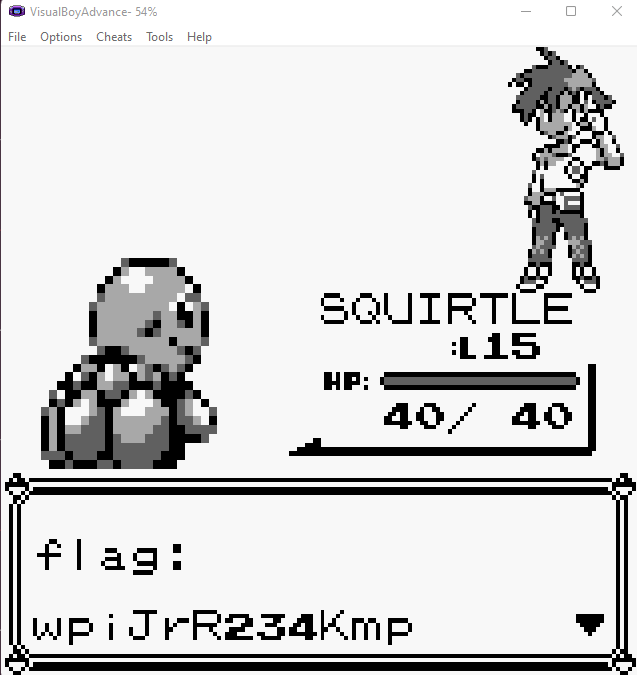 VisualBoyAdvance- 54%
File Options Cheats Tools Help
SQUIRTLE
:L15
HP:
40/ 40
flag:
wpiJrR234Kmp